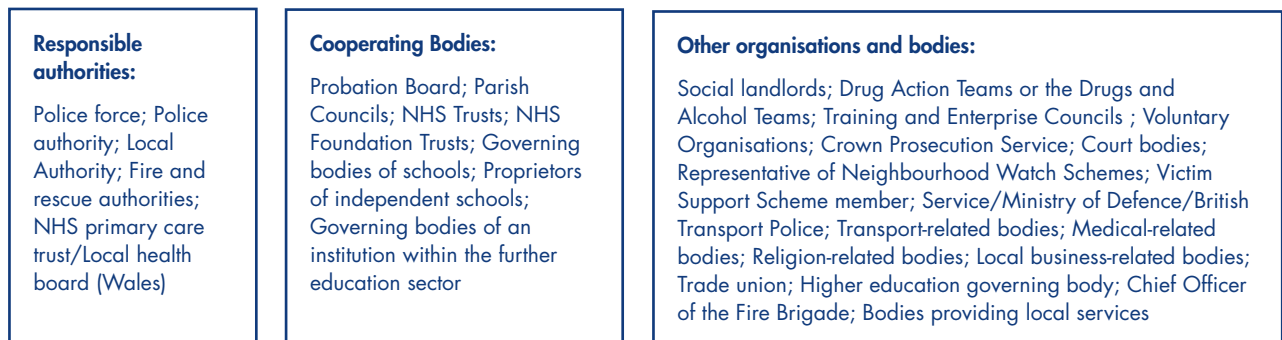 Responsible
authorities:
Police force; Police
authority; Local
Authority; Fire and
rescue authorities;
NHS primary care
trust/Local health
board (Wales)
Cooperating Bodies:
Probation Board; Parish
Councils; NHS Trusts; NHS
Foundation Trusts; Governing
bodies of schools; Proprietors
of independent schools;
Governing bodies of an
institution within the further
education sector
Other organisations and bodies:
Social landlords; Drug Action Teams or the Drugs and
Alcohol Teams; Training and Enterprise Councils ; Voluntary
Organisations; Crown Prosecution Service; Court bodies;
Representative of Neighbourhood Watch Schemes; Victim
Support Scheme member; Service/Ministry of Defence/British
Transport Police; Transport-related bodies; Medical-related
bodies; Religion-related bodies; Local business-related bodies;
Trade union; Higher education governing body; Chief Officer
of the Fire Brigade; Bodies providing local services